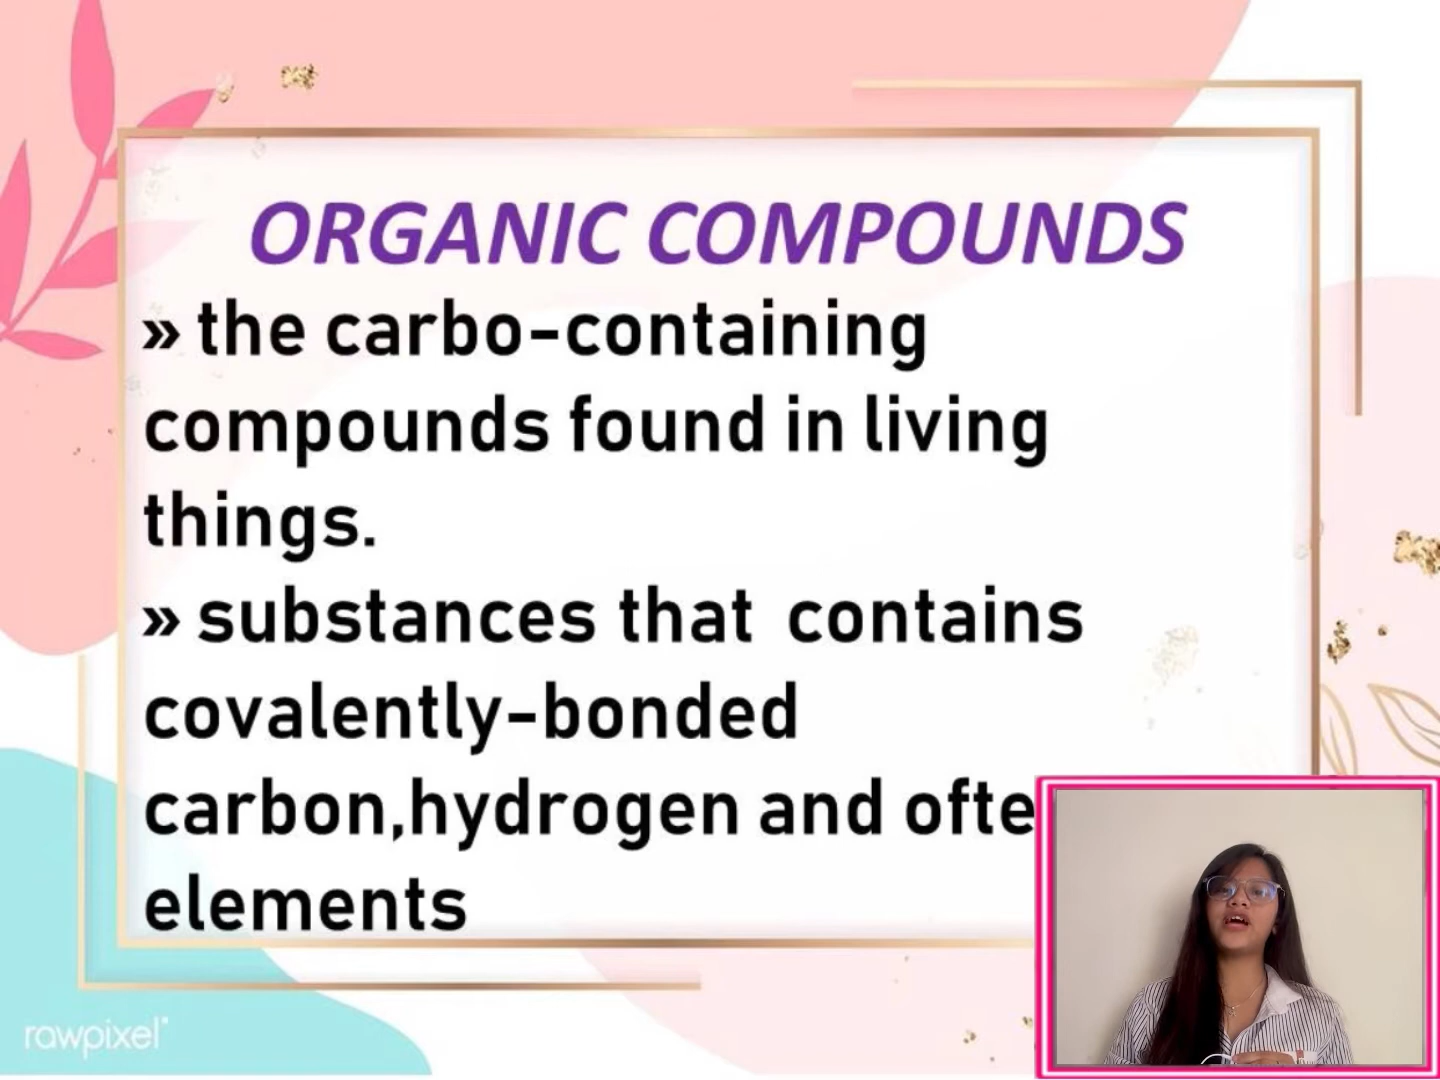 ORGANIC COMPOUNDS
» the carbo-containing
compounds found in living
things.
» substances that contains
covalently-bonded
carbon,hydrogen and ofte
elements
rawpixel